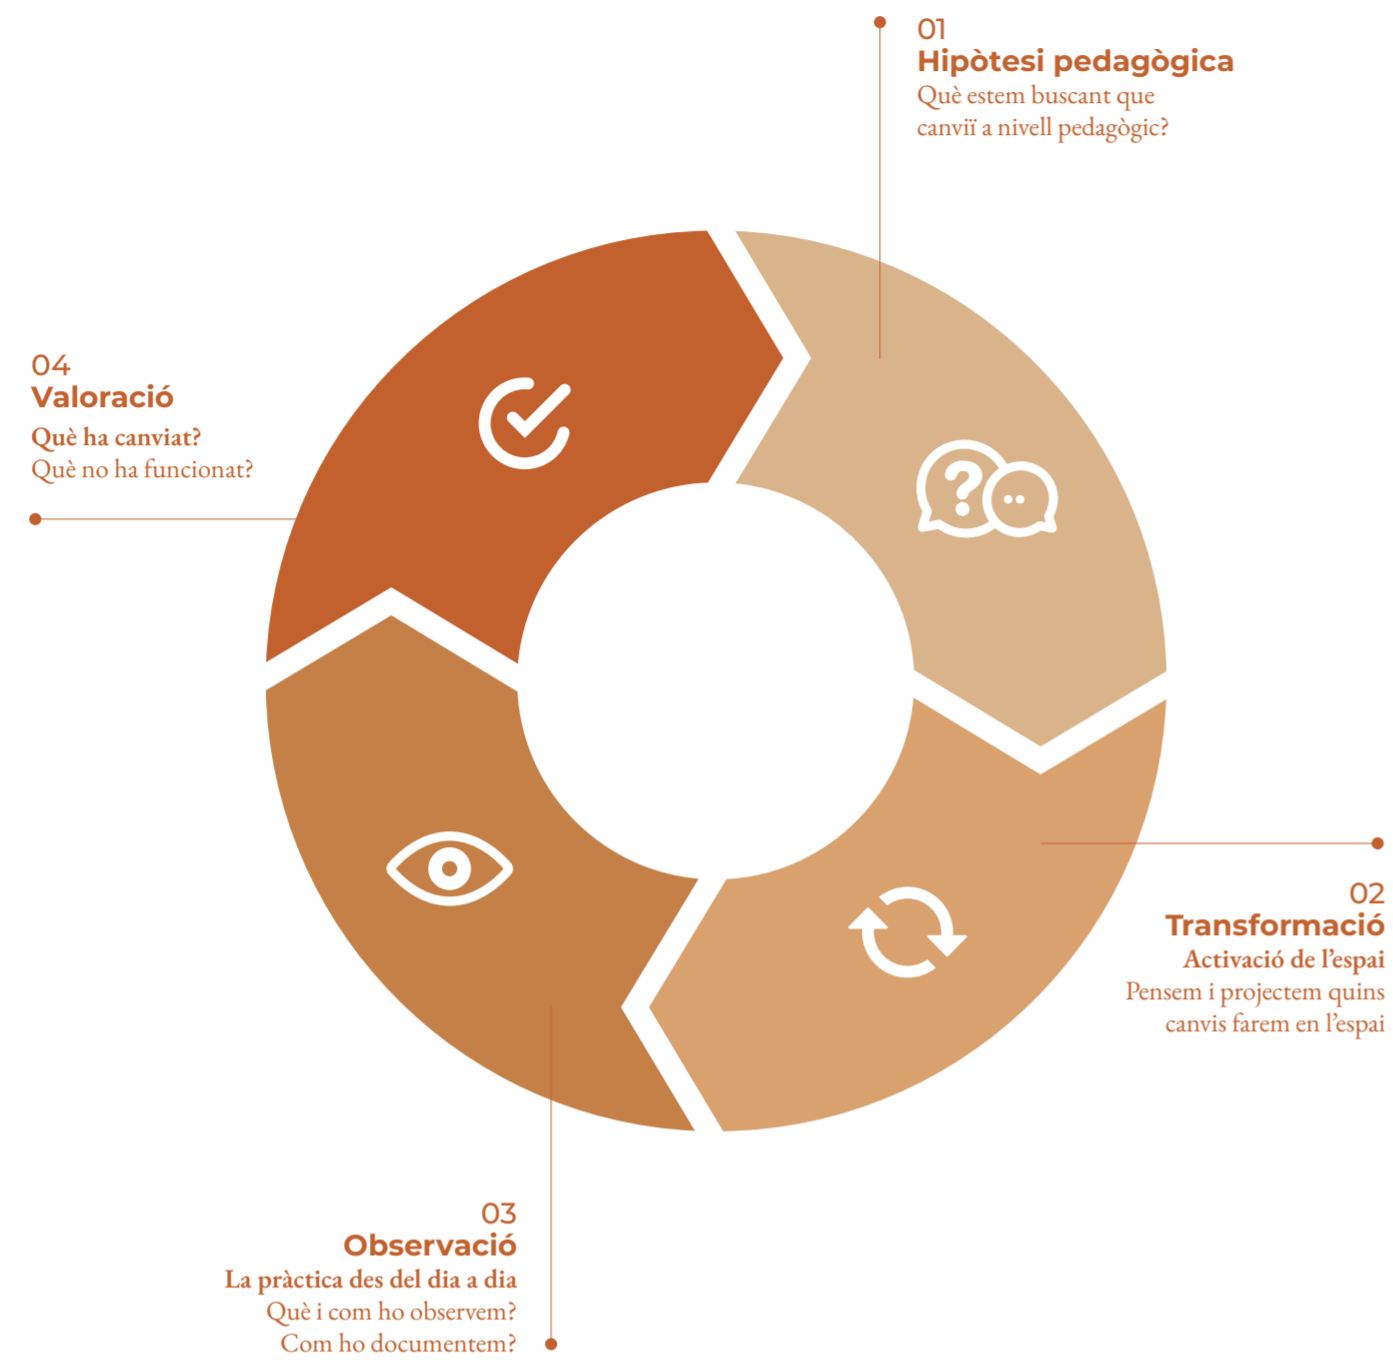 01
Hipòtesi pedagògica
Què estem buscant que
canviï a nivell pedagògic?
02
Transformació
Activació de l’espai
Pensem i projectem quins
canvis farem en l’espai
03
Observació
La pràctica des del dia a dia
Què i com ho observem?
Com ho documentem?
04
Valoració
Què ha canviat?
Què no ha funcionat?